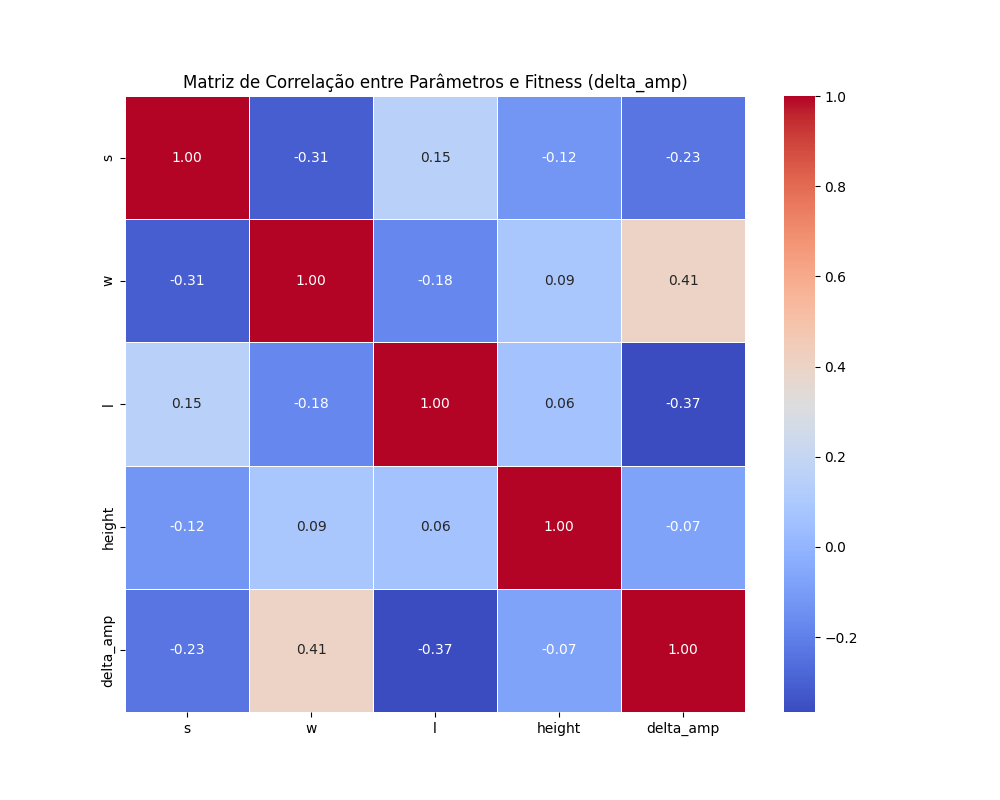 Matriz de Correlação entre Parâmetros e Fitness (delta_amp)
s 1.00 -0.31 0.15 -0.12 -0.23
w -0.31 1.00 -0.18 0.09 0.41
l 0.15 -0.18 1.00 0.06 -0.37
height -0.12 0.09 0.06 1.00 -0.07
delta_amp -0.23 0.41 -0.37 -0.07 1.00
s w l height delta_amp
1.0
0.8
0.6
0.4
0.2
0.0
−0.2